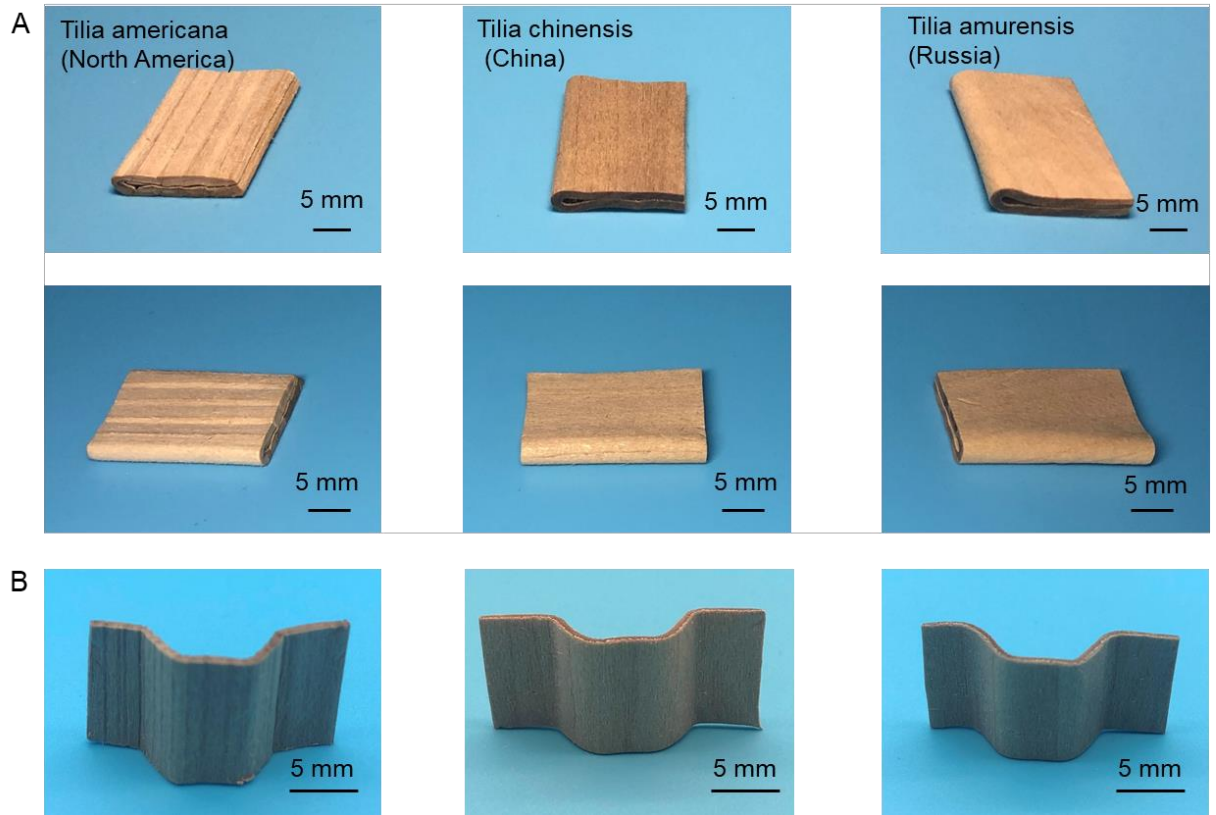 A
Tilia americana
(North America)
Tilia chinensis
(China)
Tilia amurensis
(Russia)
5 mm
5 mm
5 mm
5 mm
5 mm
5 mm
B
5 mm
5 mm
5 mm